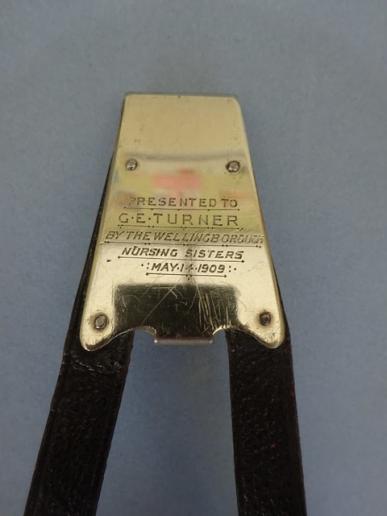 PRESENTED TO
G·E·TURNER
BY THE WELLINGBOROUGH
NURSING SISTERS
MAY·14·1909